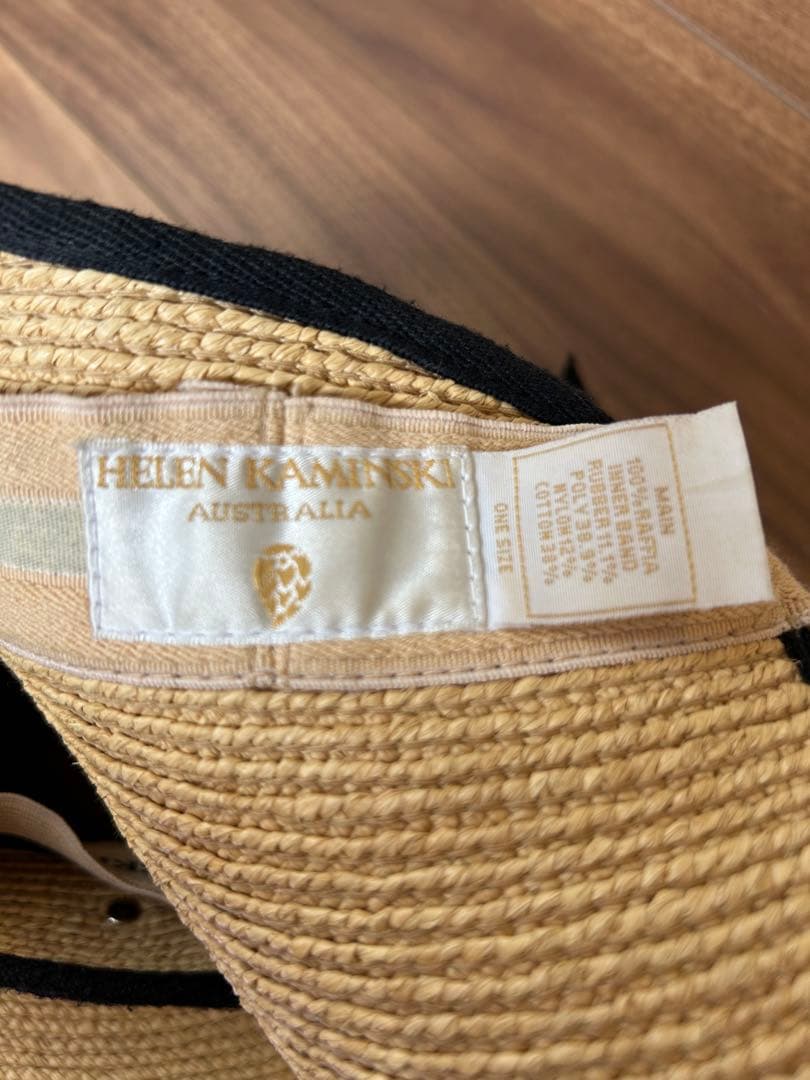 HELEN KAMINSKI
AUSTRALIA
MAIN
100% RAFFIA
INNER BAND
RUBBER 11.1%
POLY 38.9%
NYLON 12%
COTTON 38%
ONE SIZE